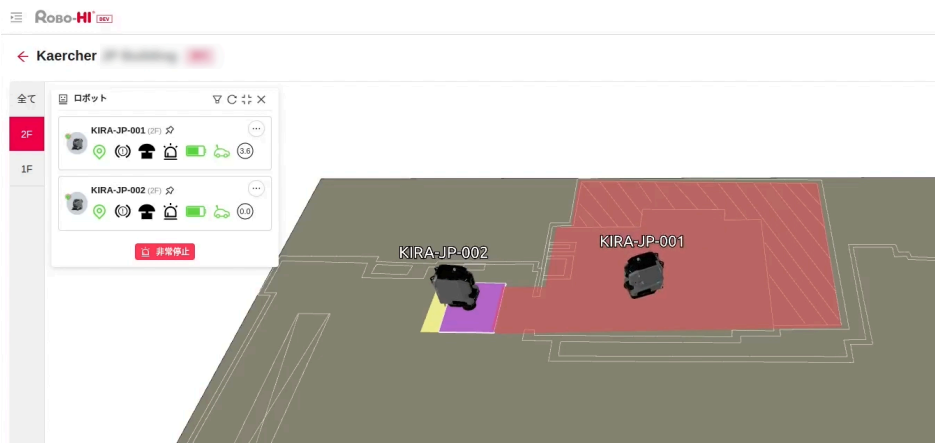 ROBO-HI DEV
Kaercher
全て
ロボット
2F
KIRA-JP-001 (2F)
3.6
1F
KIRA-JP-002 (2F)
0.0
非常停止
KIRA-JP-002
KIRA-JP-001